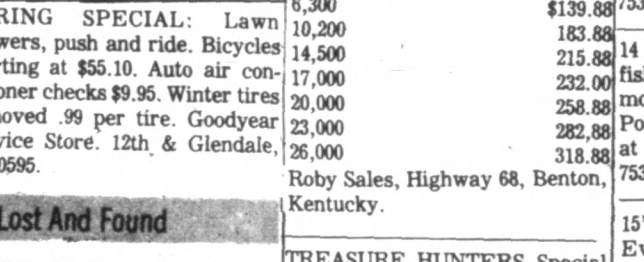 RING SPECIAL: Lawn
wers, push and ride. Bicycles
rting at $55.10. Auto air con-
oner checks $9.95. Winter tires
noved .99 per tire. Goodyear
vice Store. 12th & Glendale,
0595.
Lost And Found
6,300 $139.88
10,200 183.88
14,500 215.88
17,000 232.00
20,000 258.88
23,000 282,88
26,000 318.88
Roby Sales, Highway 68, Benton,
Kentucky.
TREASURE HUNTERS Special
753
14
fis
mo
Po
at
753
15'
Ev